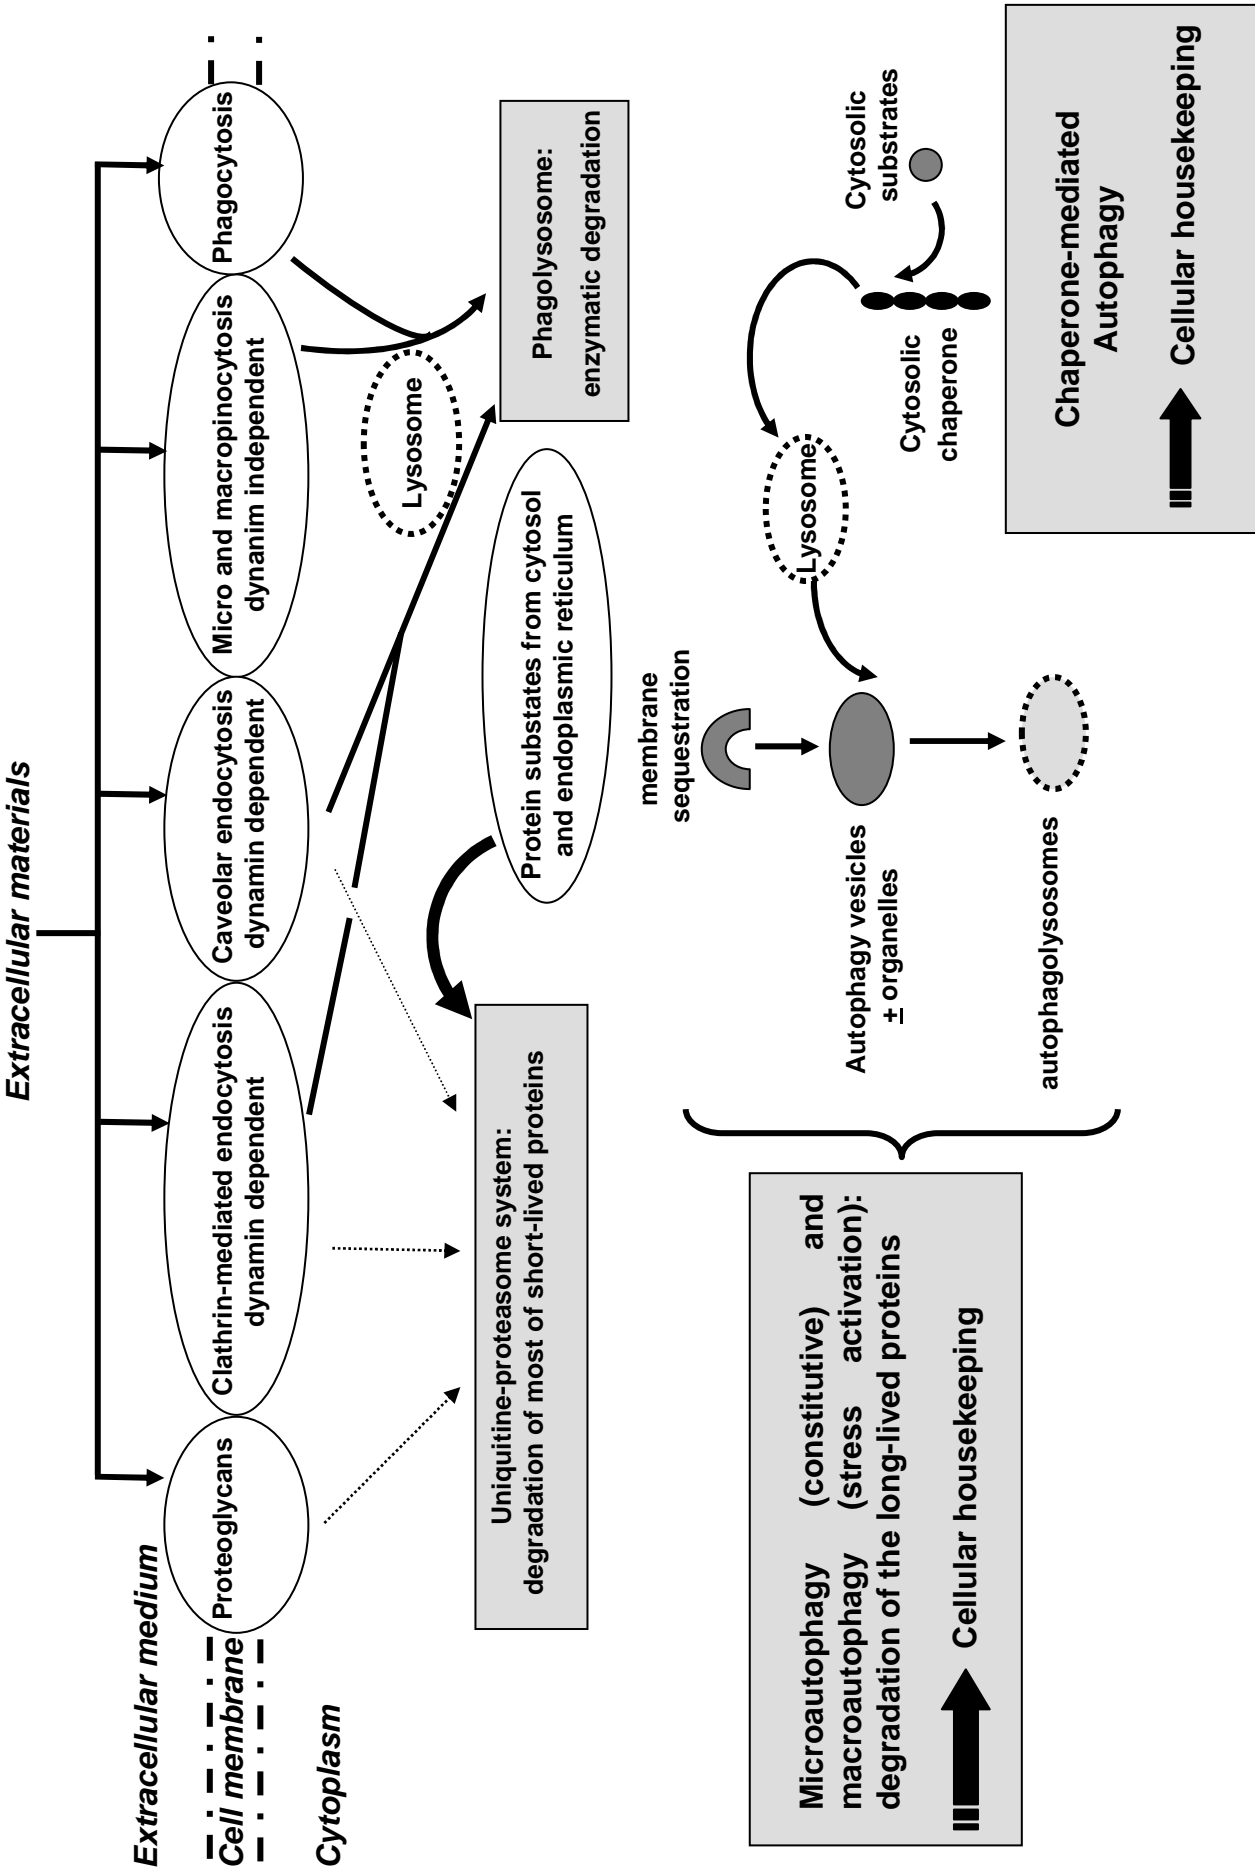 Extracellular materials
Extracellular medium
Cell membrane
Cytoplasm
Proteoglycans
Clathrin-mediated endocytosis
dynamin dependent
Caveolar endocytosis
dynamin dependent
Micro and macropinocytosis
dynanim independent
Phagocytosis
Lysosome
Uniquitine-proteasome system:
degradation of most of short-lived proteins
Protein substates from cytosol
and endoplasmic reticulum
Phagolysosome:
enzymatic degradation
Microautophagy (constitutive) and
macroautophagy (stress activation):
degradation of the long-lived proteins
Cellular housekeeping
membrane
sequestration
Autophagy vesicles
± organelles
autophagolysosomes
Lysosome
Cytosolic
substrates
Cytosolic
chaperone
Chaperone-mediated
Autophagy
Cellular housekeeping